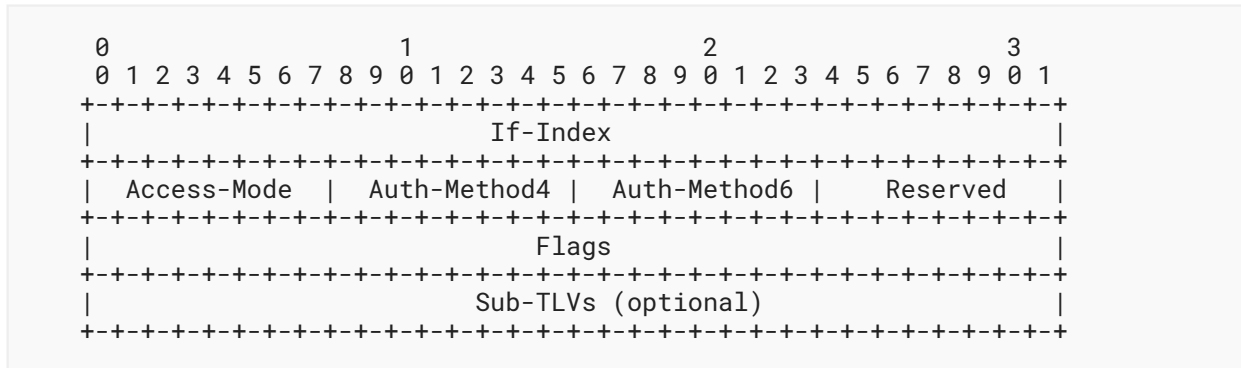 0                   1                   2                   3
 0 1 2 3 4 5 6 7 8 9 0 1 2 3 4 5 6 7 8 9 0 1 2 3 4 5 6 7 8 9 0 1
+-+-+-+-+-+-+-+-+-+-+-+-+-+-+-+-+-+-+-+-+-+-+-+-+-+-+-+-+-+-+-+-+
|                          If-Index                             |
+-+-+-+-+-+-+-+-+-+-+-+-+-+-+-+-+-+-+-+-+-+-+-+-+-+-+-+-+-+-+-+-+
|  Access-Mode  |  Auth-Method4 |  Auth-Method6 |    Reserved   |
+-+-+-+-+-+-+-+-+-+-+-+-+-+-+-+-+-+-+-+-+-+-+-+-+-+-+-+-+-+-+-+-+
|                             Flags                             |
+-+-+-+-+-+-+-+-+-+-+-+-+-+-+-+-+-+-+-+-+-+-+-+-+-+-+-+-+-+-+-+-+
|                         Sub-TLVs (optional)                   |
+-+-+-+-+-+-+-+-+-+-+-+-+-+-+-+-+-+-+-+-+-+-+-+-+-+-+-+-+-+-+-+-+